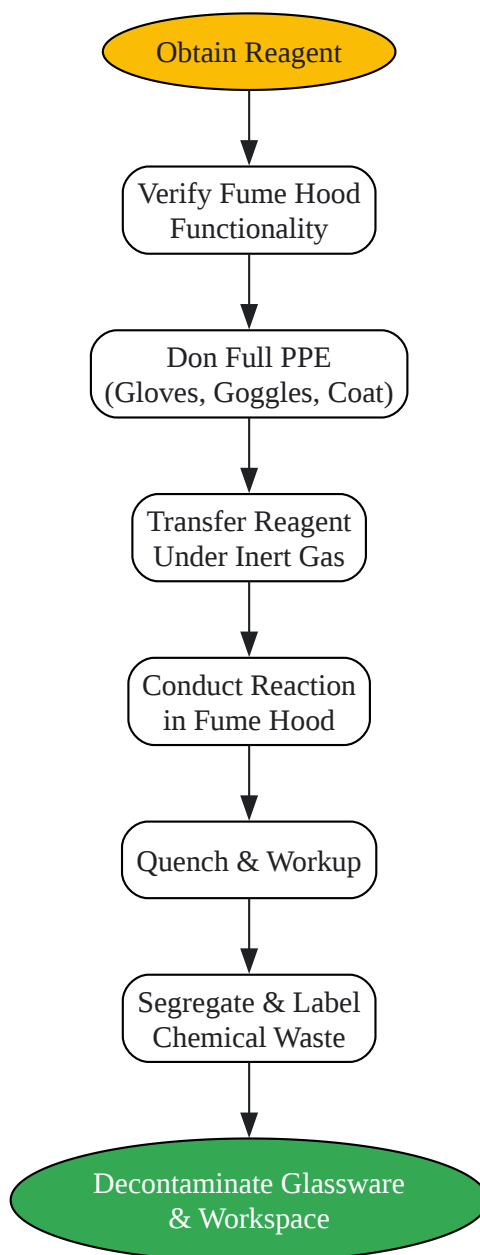 Obtain Reagent
Verify Fume Hood
Functionality
Don Full PPE
(Gloves, Goggles, Coat)
Transfer Reagent
Under Inert Gas
Conduct Reaction
in Fume Hood
Quench & Workup
Segregate & Label
Chemical Waste
Decontaminate Glassware
& Workspace